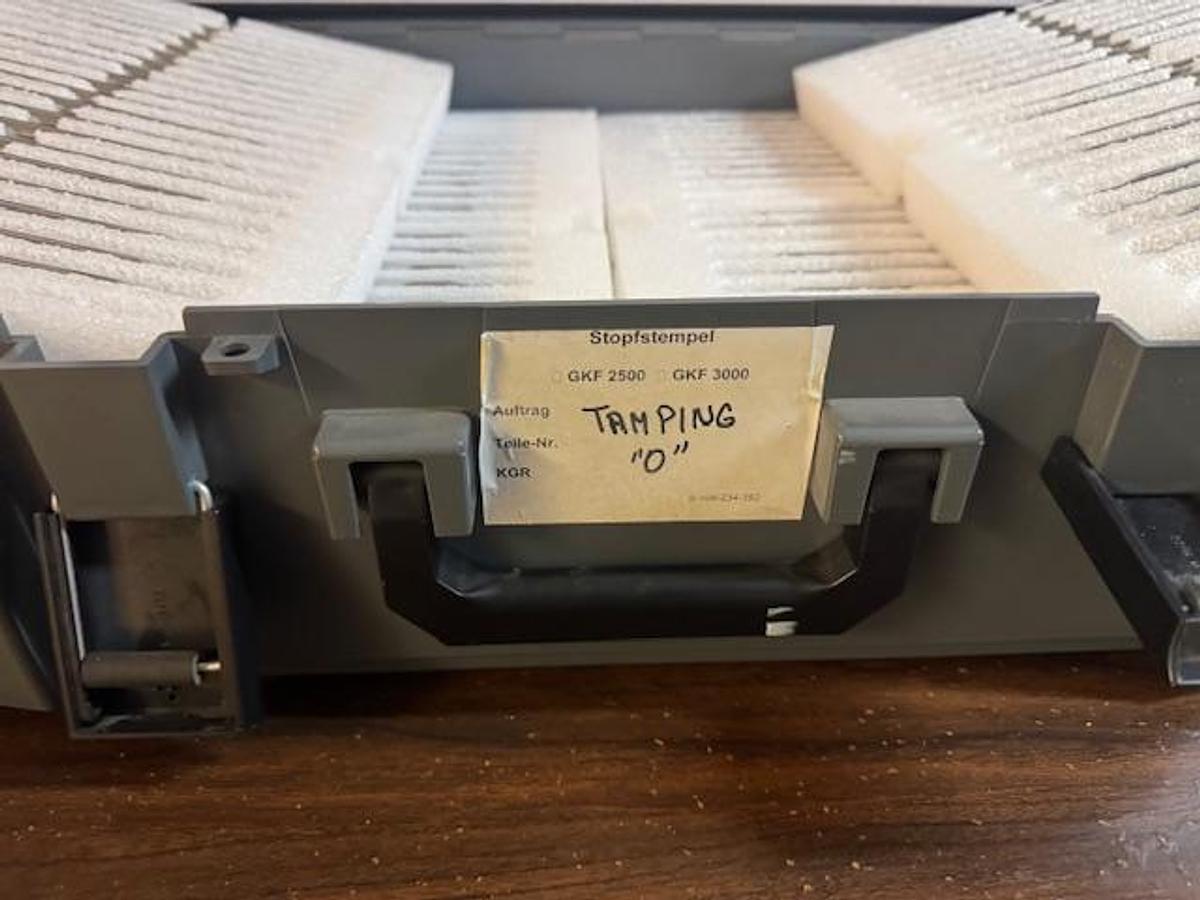 Stopfstempel
GKF 2500 GKF 3000
Auftrag
TAMPING
Teile-Nr.
"O"
KGR